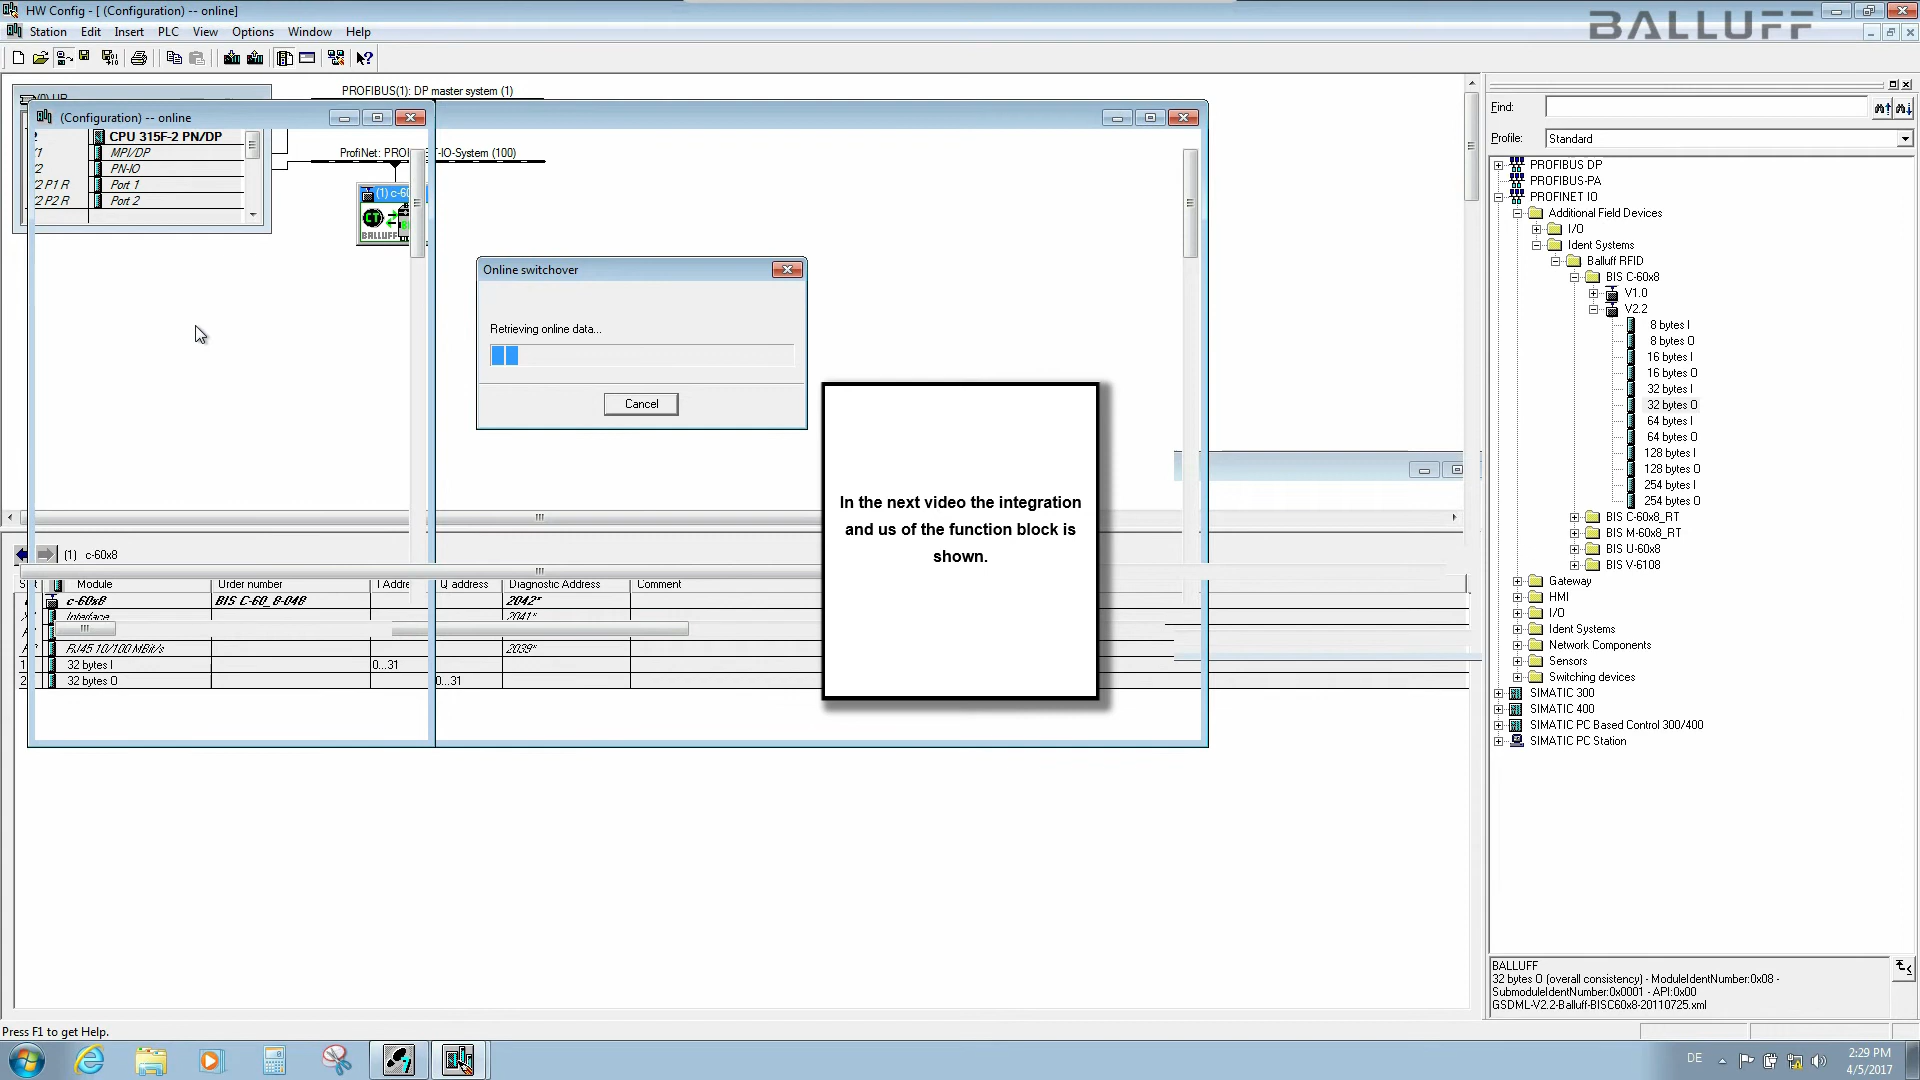 HW Config - [ (Configuration) -- online]
BALLUFF
Station Edit Insert PLC View Options Window Help
PROFIBUS(1): DP master system (1)
(Configuration) -- online
CPU 315F-2 PN/DP
MPI/DP
PN-IO
Port 1
P1 R
Port 2
P2 R
-IO-System (100)
(1) c-60
BALLUFF
Online switchover
Retrieving online data...
Cancel
In the next video the integration
and us of the function block is
shown.
(1) c-60x8
Module Order number I Addre Q address Diagnostic Address Comment
c-60x8 BIS C-60_8-048 2042*
Interface 2041*
RJ45 10/100 MBit/s 2039*
1 32 bytes I 0...31
2 32 bytes O 0...31
Find:
Profile: Standard
PROFIBUS DP
PROFIBUS-PA
PROFINET IO
Additional Field Devices
I/O
Ident Systems
Balluff RFID
BIS C-60x8
V1.0
V2.2
8 bytes I
8 bytes O
16 bytes I
16 bytes O
32 bytes I
32 bytes O
64 bytes I
64 bytes O
128 bytes I
128 bytes O
254 bytes I
254 bytes O
BIS C-60x8_RT
BIS M-60x8_RT
BIS U-60x8
BIS V-6108
Gateway
HMI
I/O
Ident Systems
Network Components
Sensors
Switching devices
SIMATIC 300
SIMATIC 400
SIMATIC PC Based Control 300/400
SIMATIC PC Station
BALLUFF
32 bytes O (overall consistency) - ModuleIdentNumber:0x08 -
SubmoduleIdentNumber:0x0001 - API:0x00
GSDML-V2.2-Balluff-BISC60x8-20110725.xml
Press F1 to get Help.
DE
2:29 PM
4/5/2017